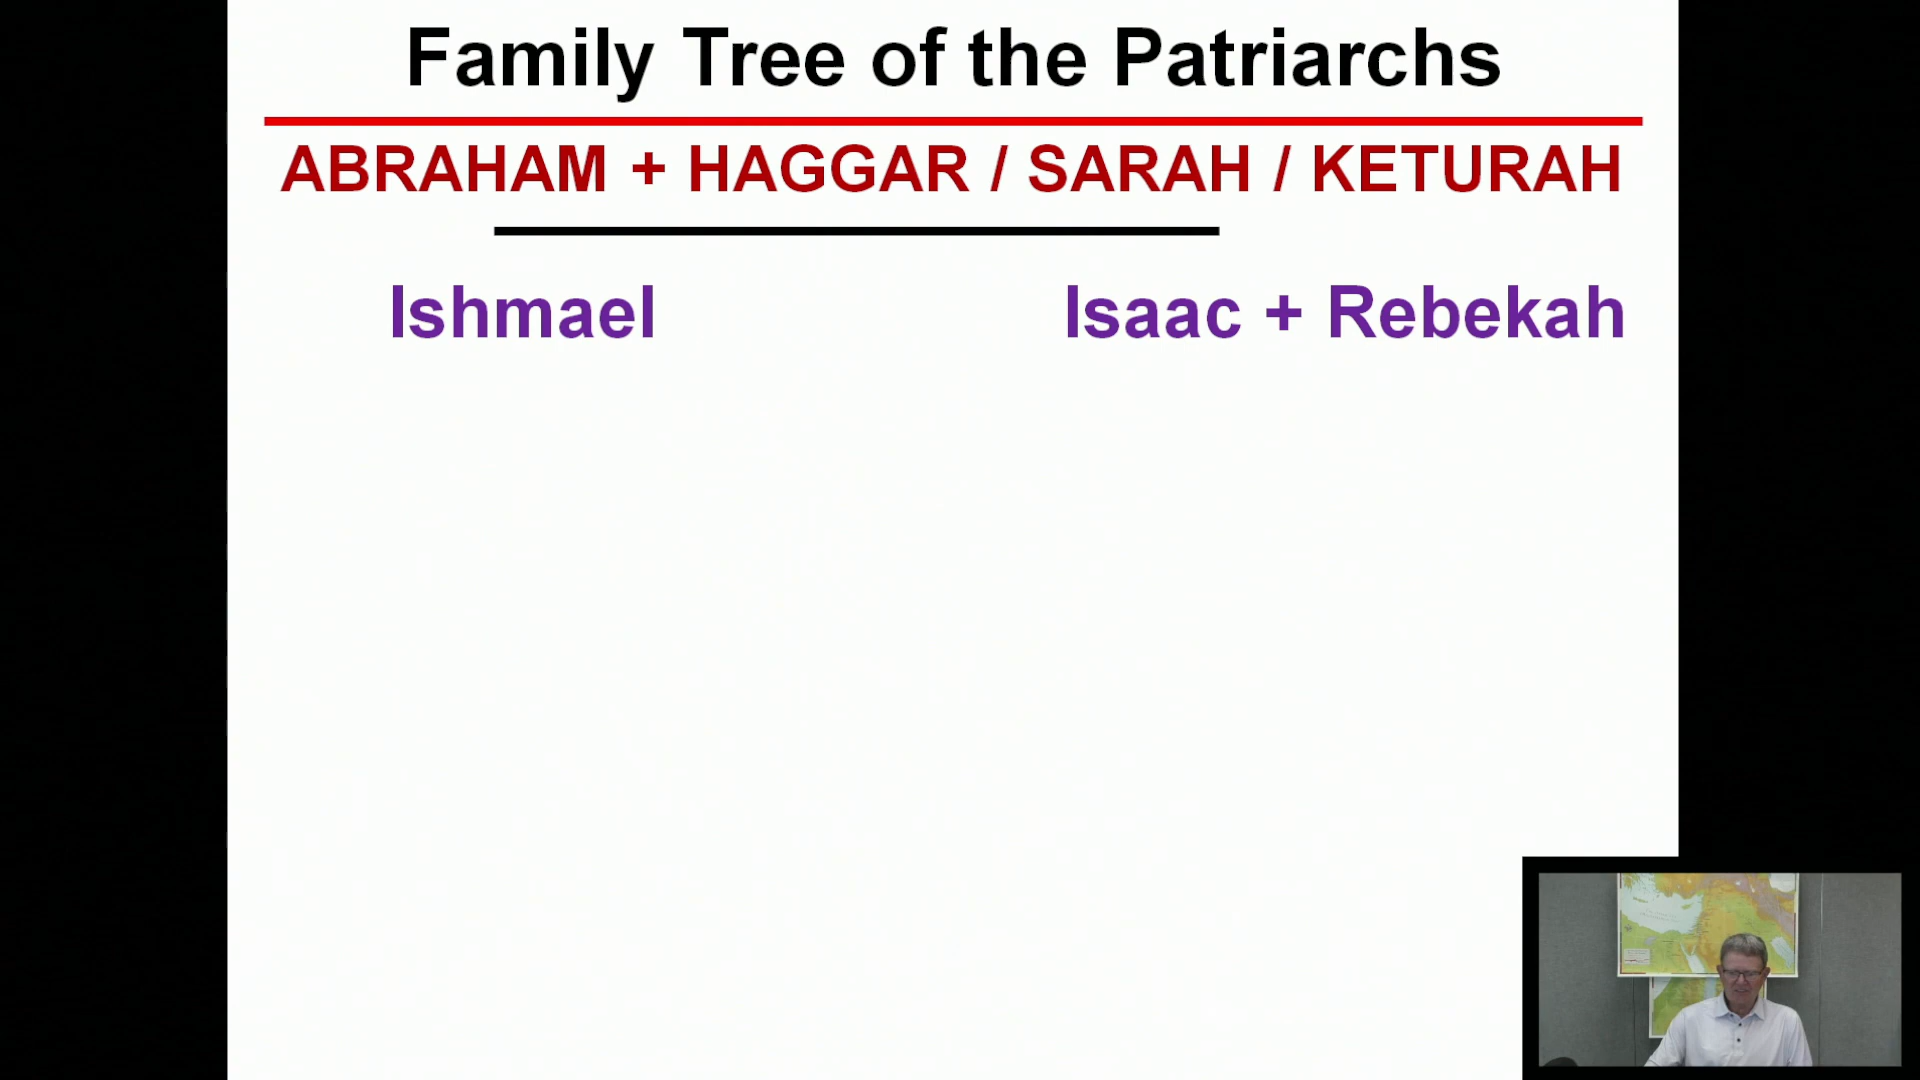 Family Tree of the Patriarchs
ABRAHAM + HAGGAR / SARAH / KETURAH
Ishmael Isaac + Rebekah